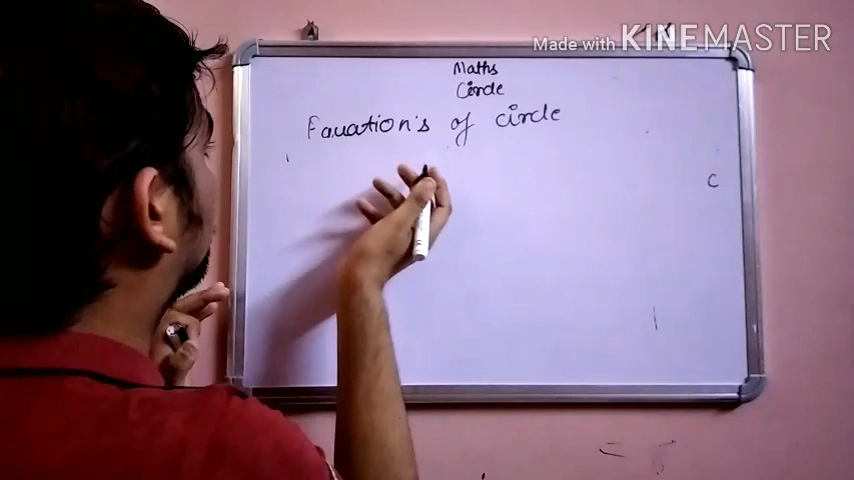 Made with KINEMASTER
Maths
Circle
Equation's of circle
C